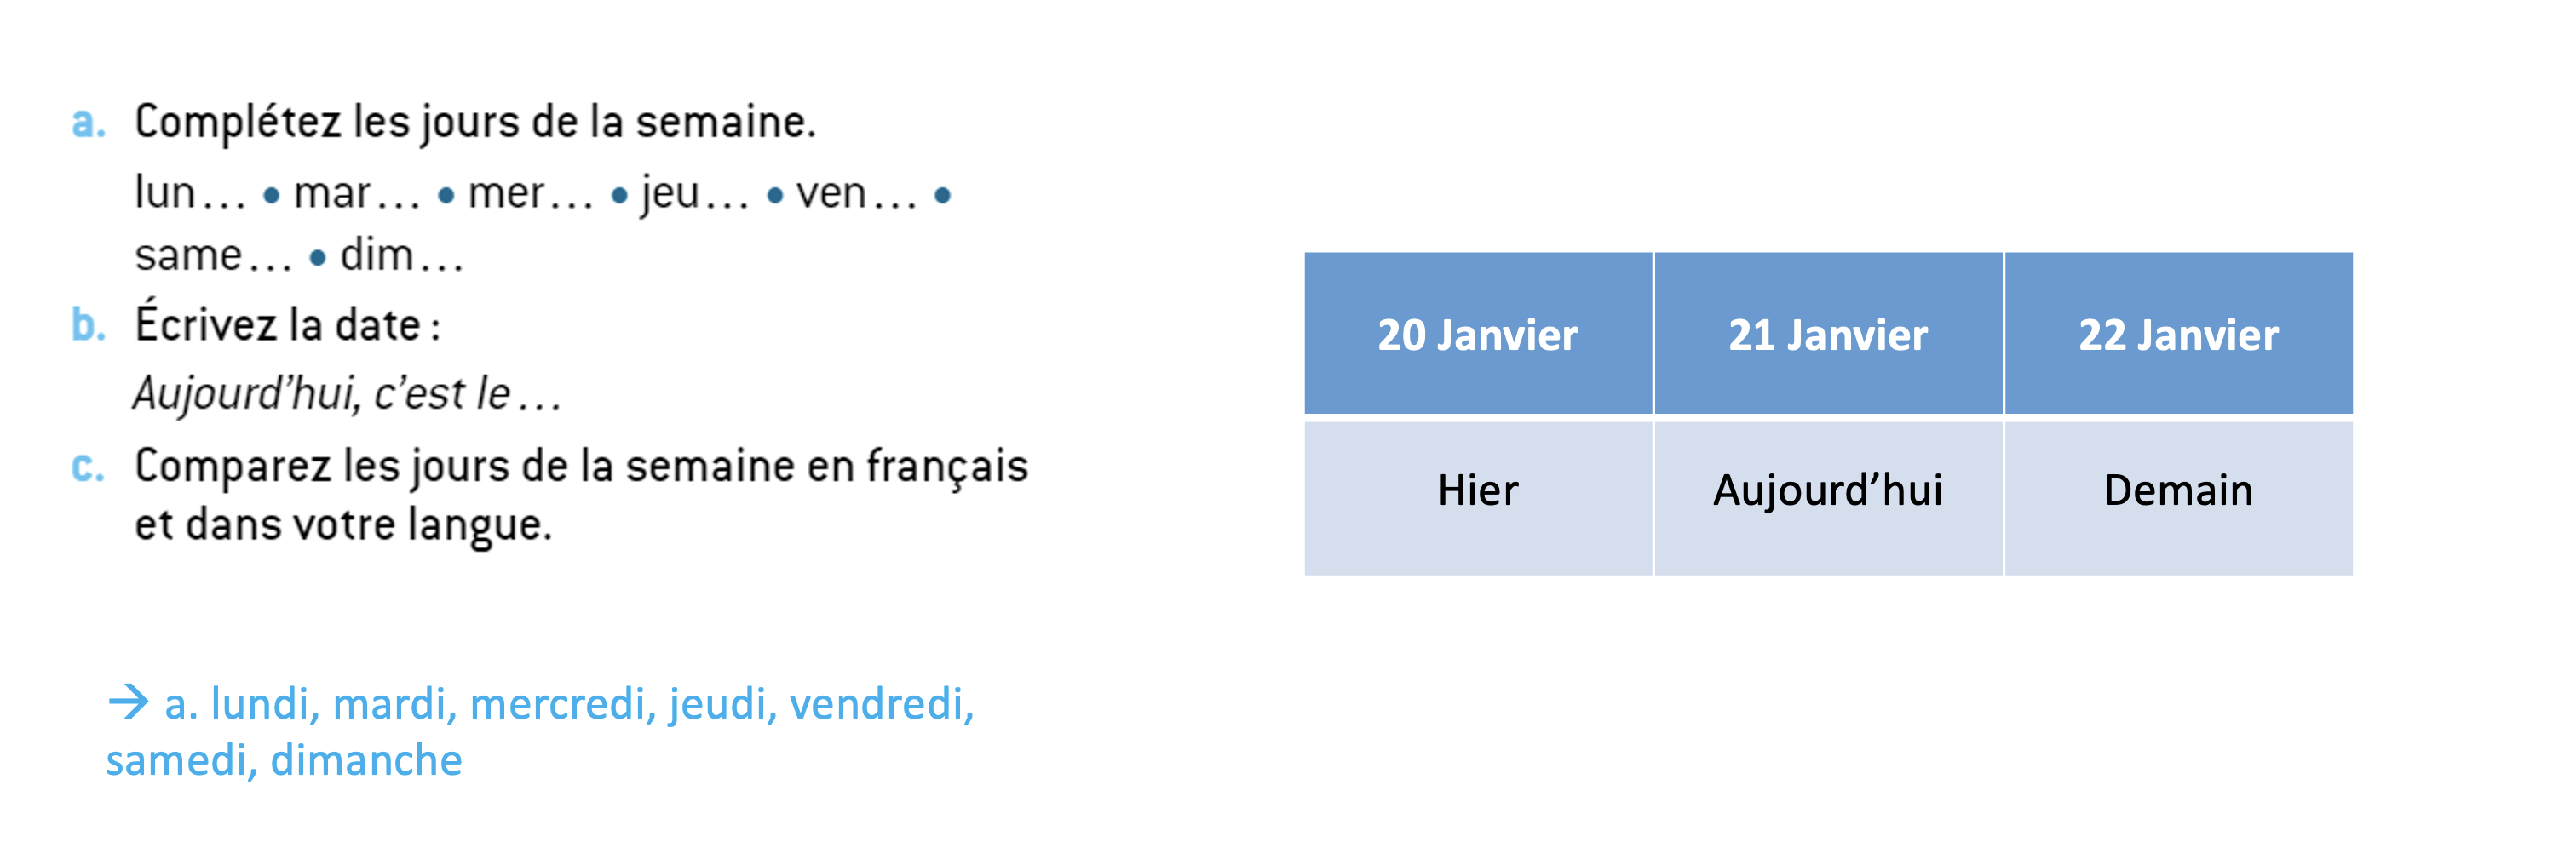 a. Complétez les jours de la semaine.
lun... • mar... • mer... • jeu... • ven... •
same... • dim...
b. Écrivez la date :
Aujourd’hui, c’est le...
c. Comparez les jours de la semaine en français
et dans votre langue.
20 Janvier 21 Janvier 22 Janvier
Hier Aujourd’hui Demain
→ a. lundi, mardi, mercredi, jeudi, vendredi,
samedi, dimanche